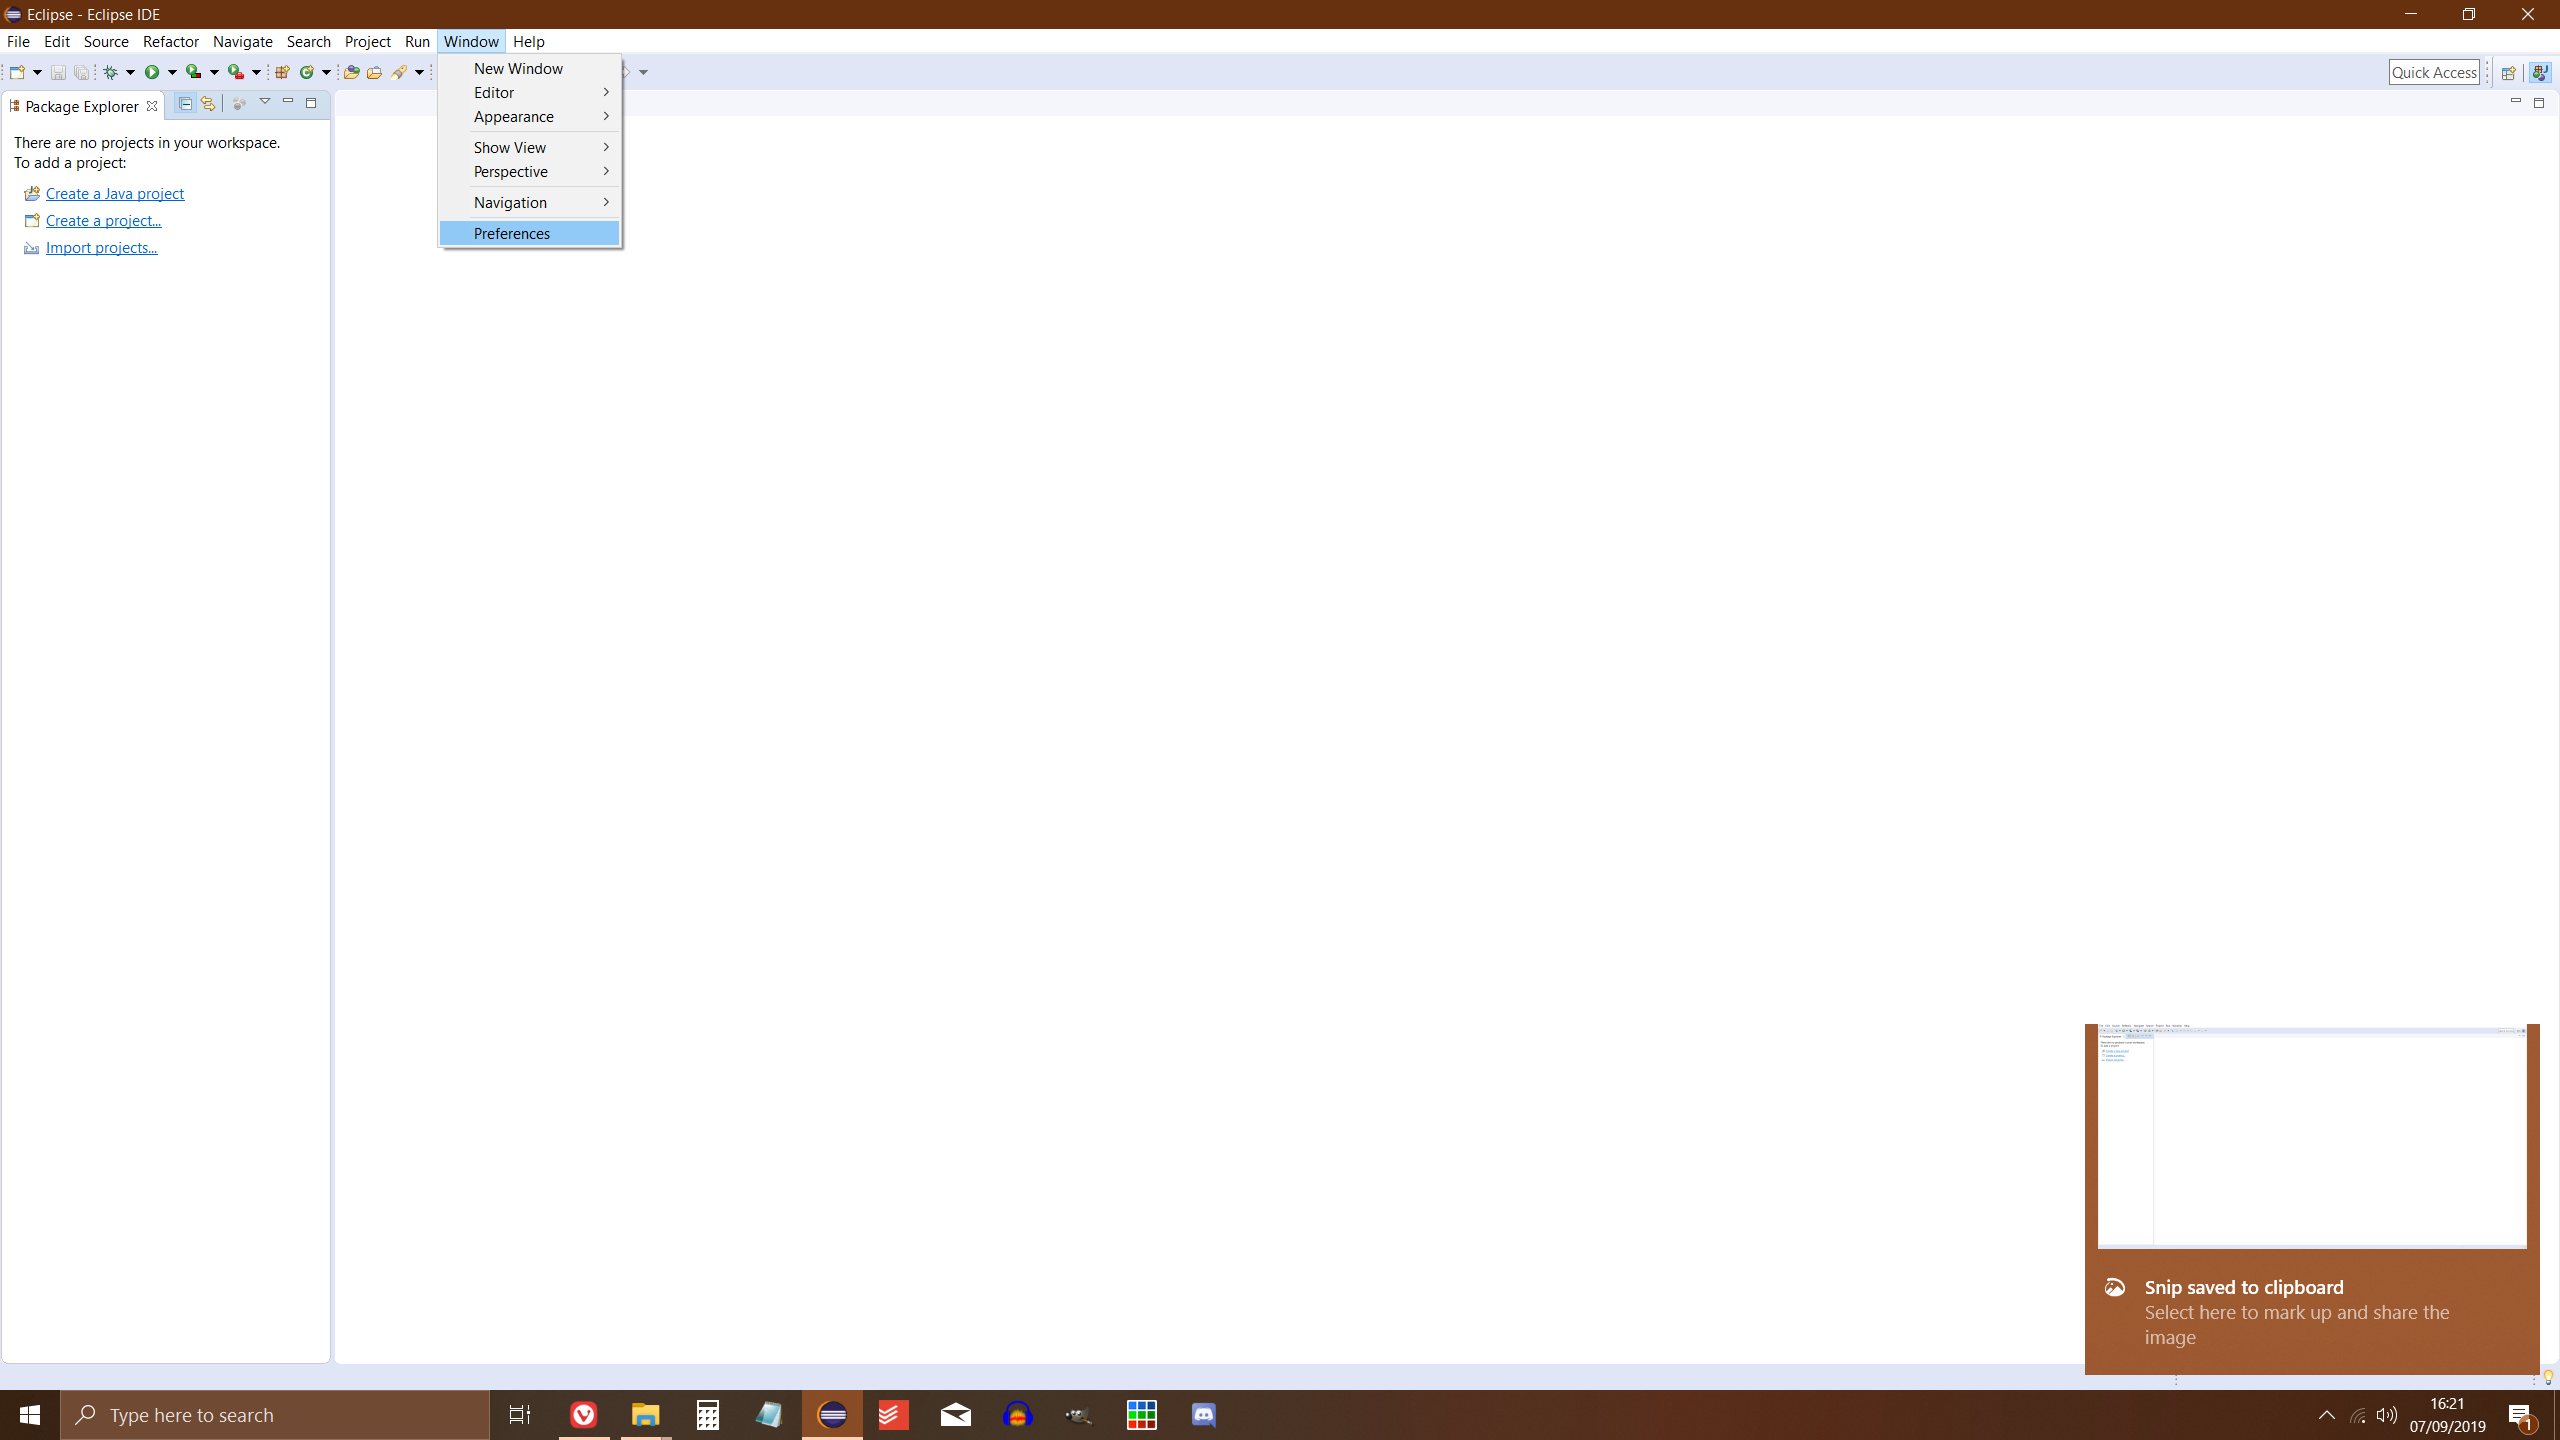 Eclipse - Eclipse IDE
File Edit Source Refactor Navigate Search Project Run Window Help
Quick Access
Package Explorer
There are no projects in your workspace.
To add a project:
Create a Java project
Create a project...
Import projects...
New Window
Editor
Appearance
Show View
Perspective
Navigation
Preferences
Snip saved to clipboard
Select here to mark up and share the
image
Type here to search
16:21
07/09/2019
1